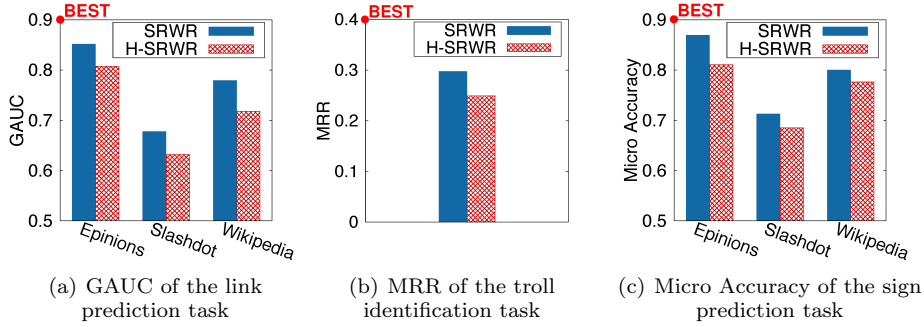 BEST
SRWR
H-SRWR
0.9
0.8
0.7
0.6
0.5
GAUC
Epinions
Slashdot
Wikipedia
(a) GAUC of the link
prediction task
BEST
SRWR
H-SRWR
0.4
0.3
0.2
0.1
0
MRR
(b) MRR of the troll
identification task
BEST
SRWR
H-SRWR
0.9
0.8
0.7
0.6
0.5
Micro Accuracy
Epinions
Slashdot
Wikipedia
(c) Micro Accuracy of the sign
prediction task